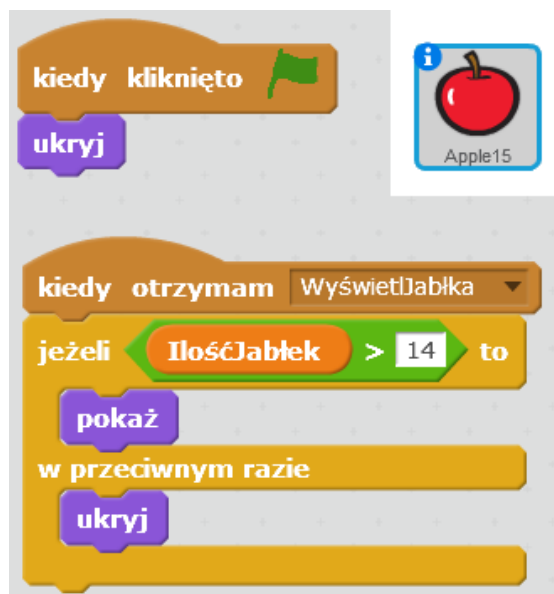 kiedy kliknięto
ukryj
Apple15
kiedy otrzymam WyświetlJabłka
jeżeli IlośćJabłek > 14 to
pokaż
w przeciwnym razie
ukryj